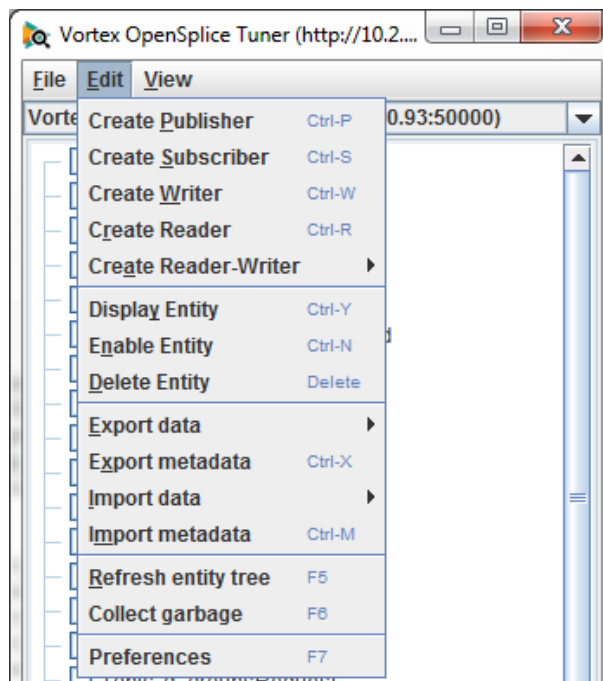 Vortex OpenSplice Tuner (http://10.2....
File Edit View
0.93:50000)
Create Publisher Ctrl-P
Create Subscriber Ctrl-S
Create Writer Ctrl-W
Create Reader Ctrl-R
Create Reader-Writer
Display Entity Ctrl-Y
Enable Entity Ctrl-N
Delete Entity Delete
Export data
Export metadata Ctrl-X
Import data
Import metadata Ctrl-M
Refresh entity tree F5
Collect garbage F6
Preferences F7